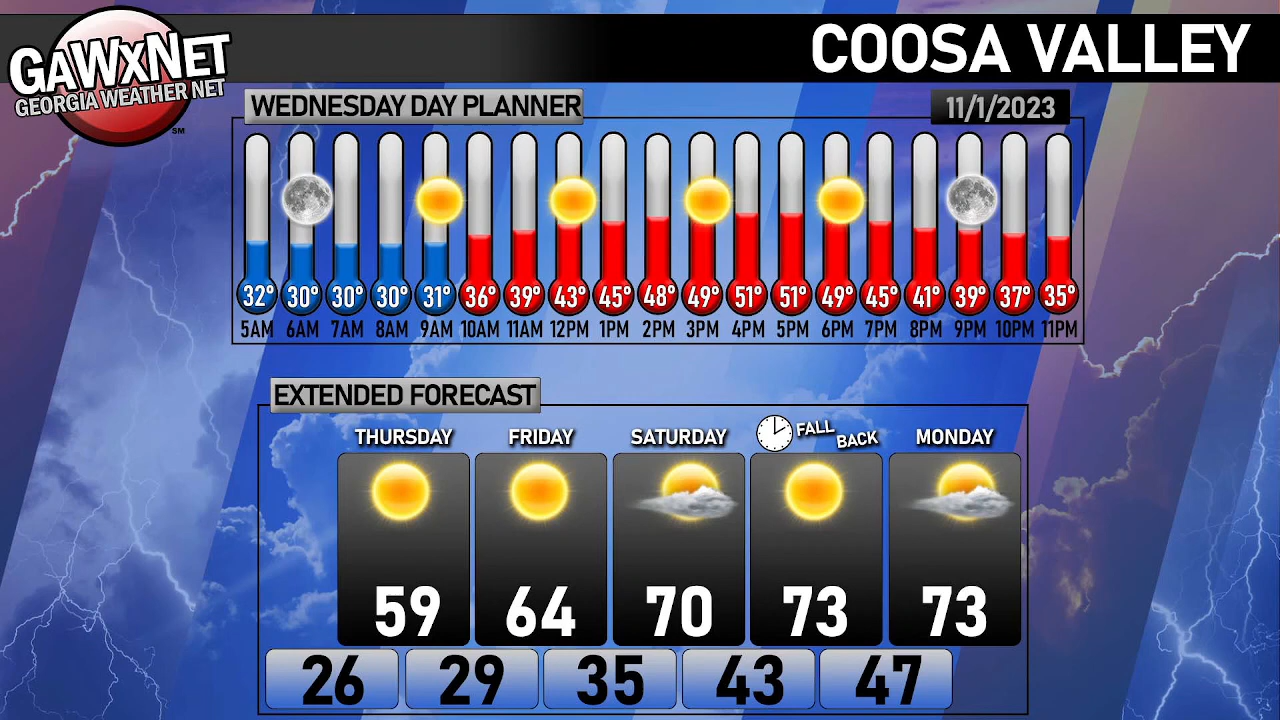 GAWxNET
GEORGIA WEATHER NET
SM
COOSA VALLEY
WEDNESDAY DAY PLANNER
11/1/2023
32° 30° 30° 30° 31° 36° 39° 43° 45° 48° 49° 51° 51° 49° 45° 41° 39° 37° 35°
5AM 6AM 7AM 8AM 9AM 10AM 11AM 12PM 1PM 2PM 3PM 4PM 5PM 6PM 7PM 8PM 9PM 10PM 11PM
EXTENDED FORECAST
THURSDAY FRIDAY SATURDAY FALL BACK MONDAY
59 64 70 73 73
26 29 35 43 47